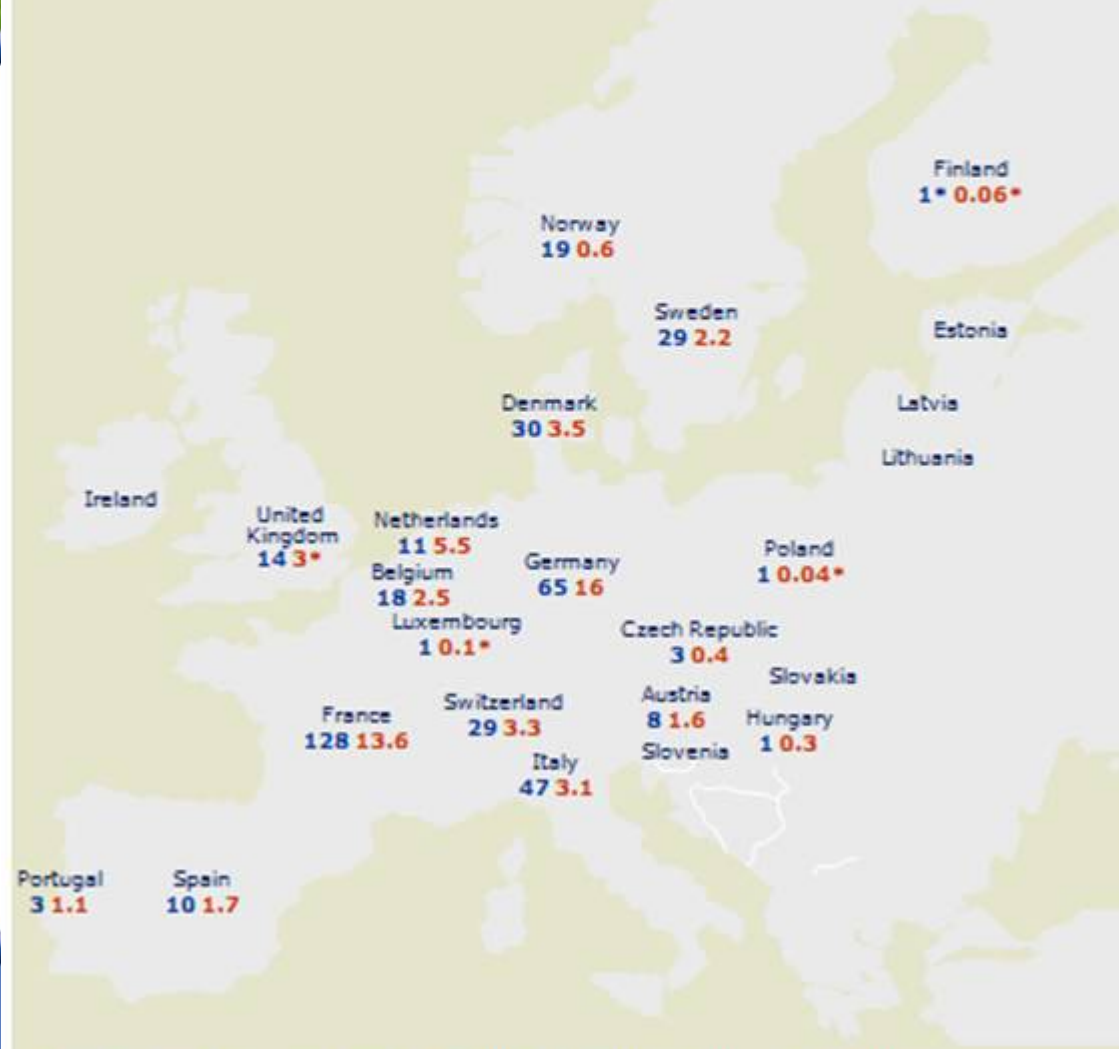 Finland
1* 0.06*
Norway
19 0.6
Sweden
29 2.2
Estonia
Denmark
30 3.5
Latvia
Lithuania
Ireland
United
Kingdom
14 3*
Netherlands
11 5.5
Belgium
18 2.5
Luxembourg
1 0.1*
Germany
65 16
Poland
1 0.04*
Czech Republic
3 0.4
Slovakia
Austria
8 1.6
Hungary
1 0.3
Slovenia
Switzerland
29 3.3
France
128 13.6
Italy
47 3.1
Portugal
3 1.1
Spain
10 1.7